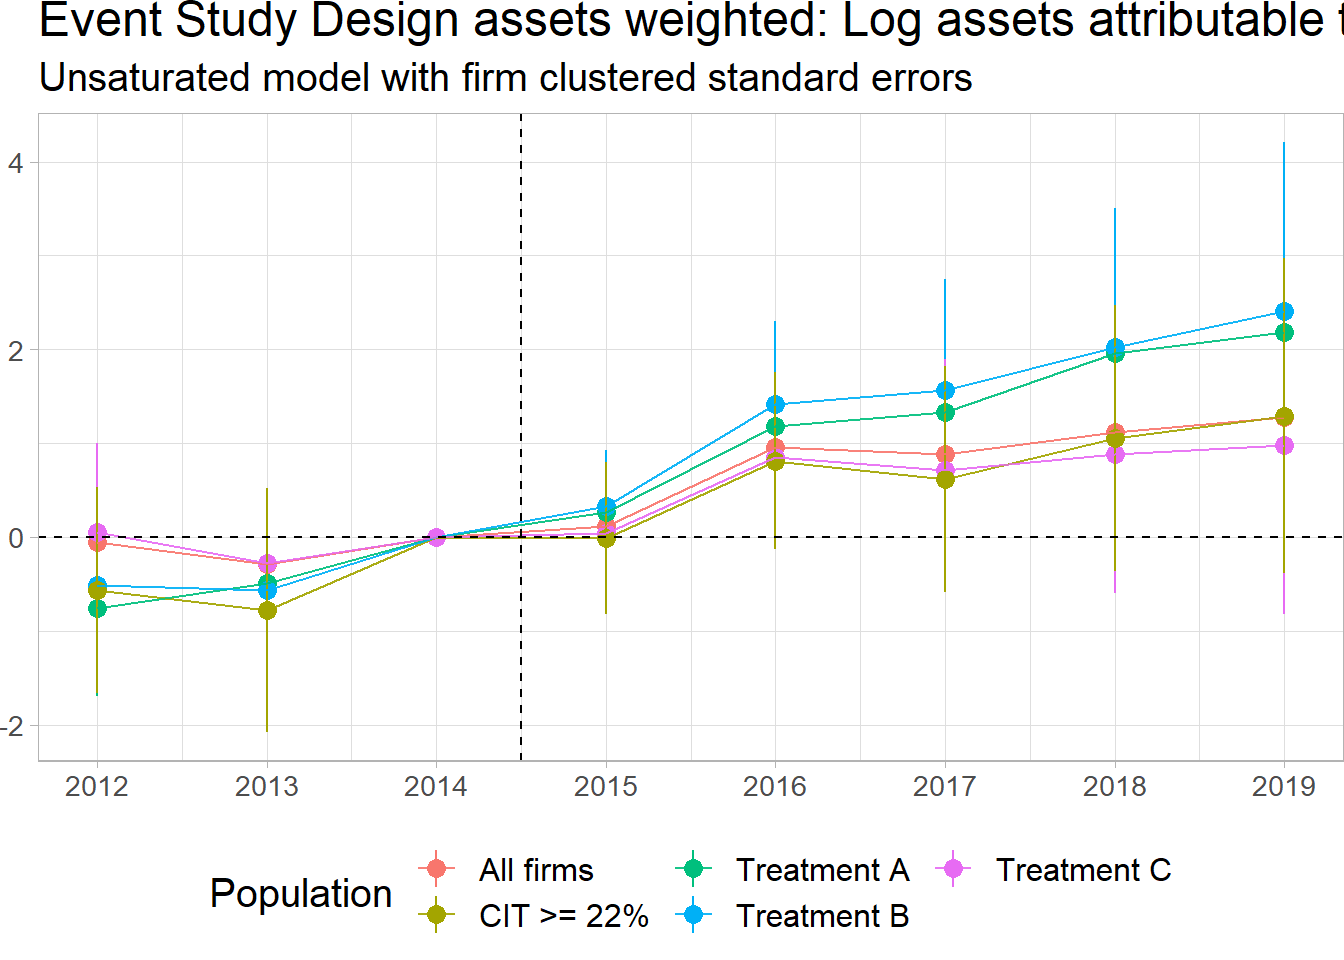 Event Study Design assets weighted: Log assets attributable t
Unsaturated model with firm clustered standard errors
4
2
0
-2
2012 2013 2014 2015 2016 2017 2018 2019
Population
All firms
Treatment A
Treatment C
CIT >= 22%
Treatment B